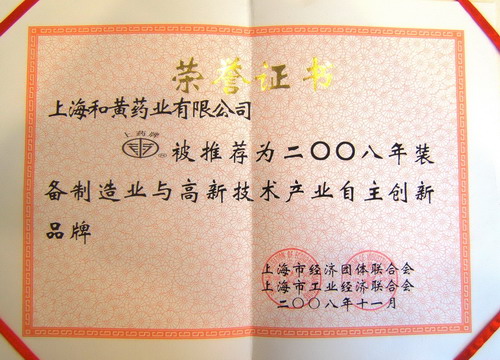 荣誉证书
上海和黄药业有限公司
上药牌
被推荐为二〇〇八年装
备制造业与高新技术产业自主创新
品牌
上海市经济团体联合会
上海市工业经济联合会
二〇〇八年十一月